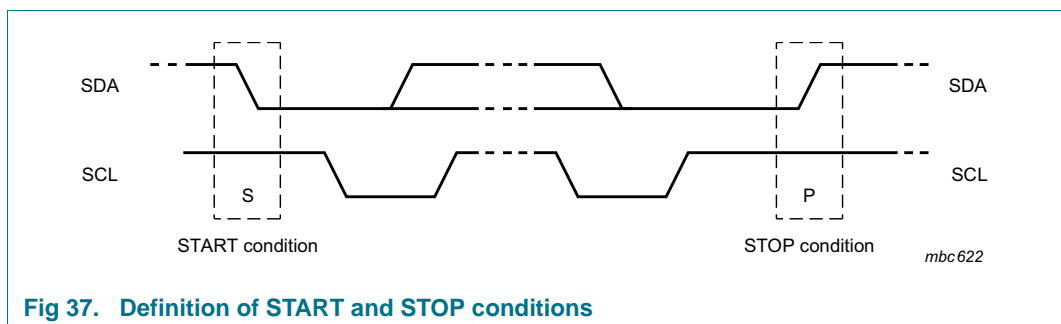 SDA
SDA
SCL
SCL
S
P
START condition
STOP condition
mbc622
Fig 37. Definition of START and STOP conditions